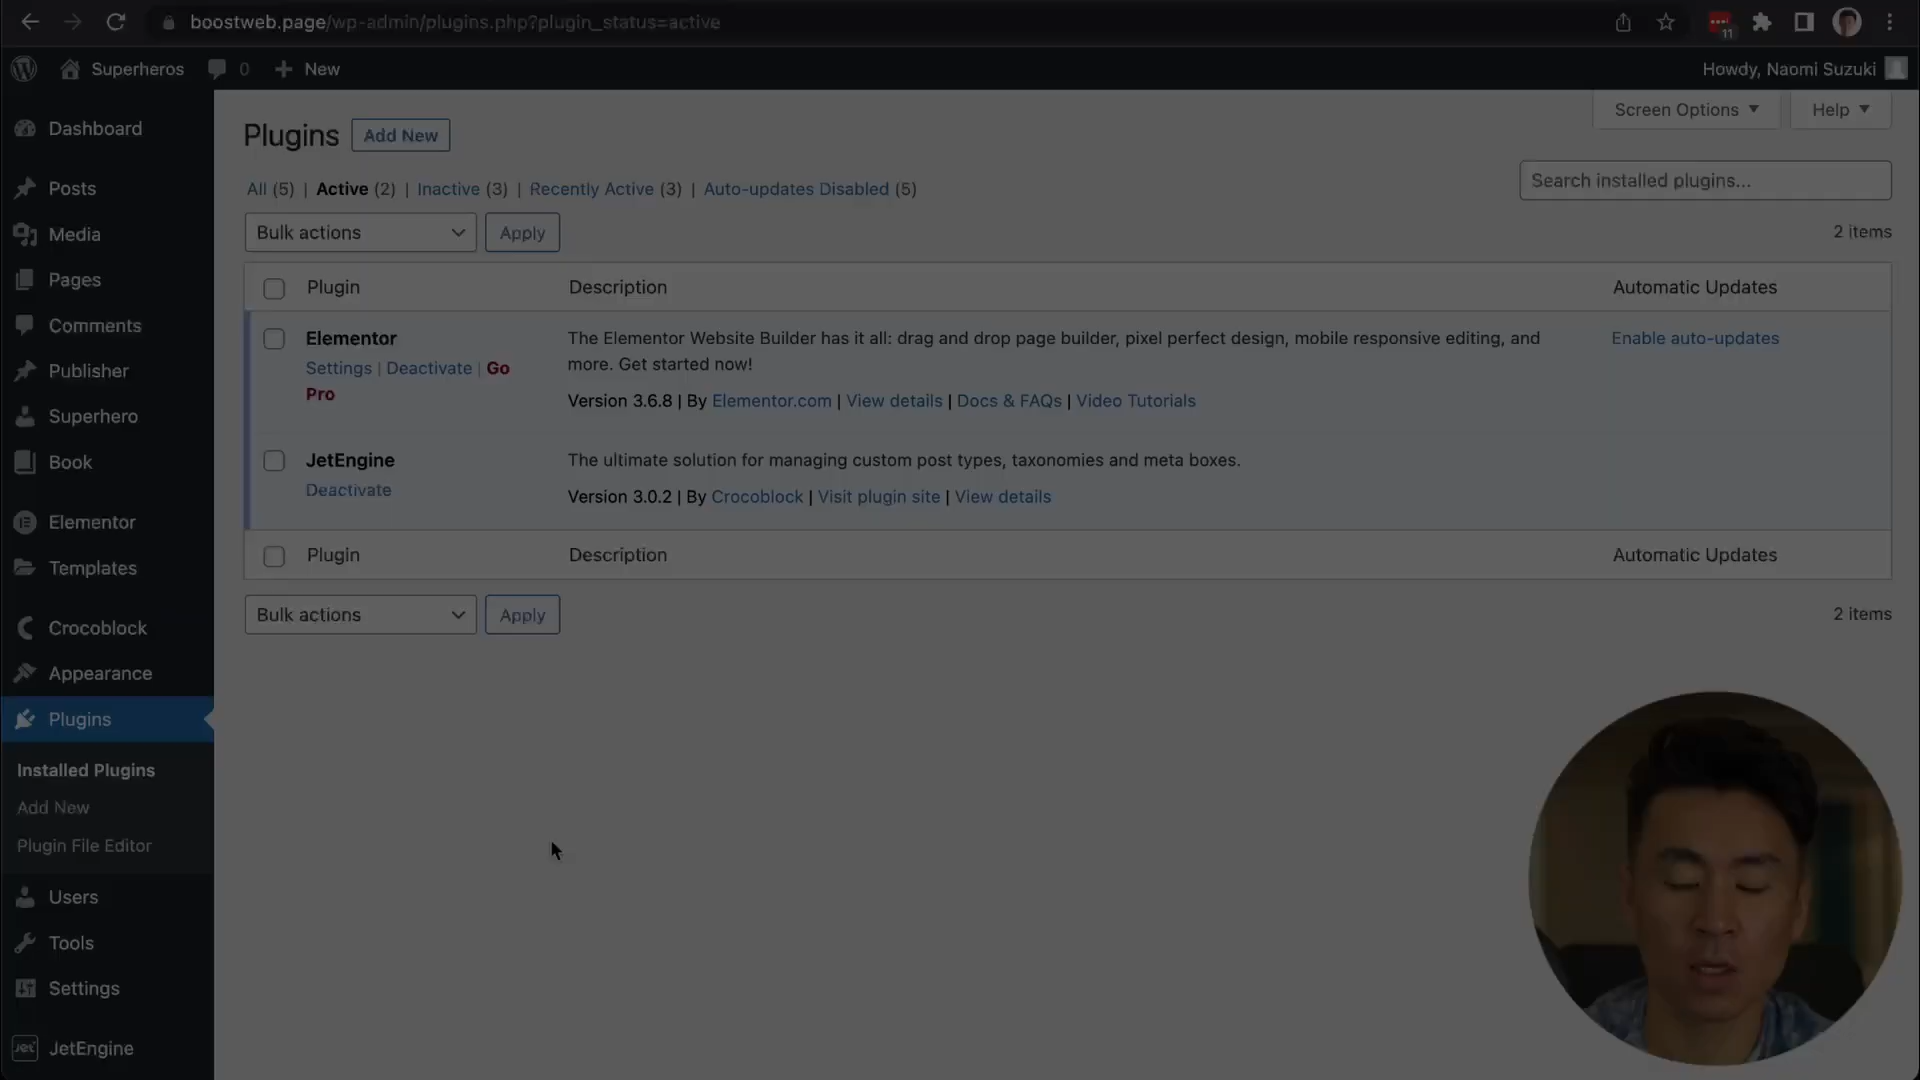 boostweb.page/wp-admin/plugins.php?plugin_status=active
11
Superheros
0
New
Howdy, Naomi Suzuki
Screen Options
Help
Dashboard
Posts
Media
Pages
Comments
Publisher
Superhero
Book
Elementor
Templates
Crocoblock
Appearance
Plugins
Installed Plugins
Add New
Plugin File Editor
Users
Tools
Settings
JET
JetEngine
Plugins
Add New
All (5) | Active (2) | Inactive (3) | Recently Active (3) | Auto-updates Disabled (5)
Search installed plugins...
Bulk actions
Apply
2 items
Plugin
Description
Automatic Updates
Elementor
Settings | Deactivate | Go
Pro
The Elementor Website Builder has it all: drag and drop page builder, pixel perfect design, mobile responsive editing, and
more. Get started now!
Version 3.6.8 | By Elementor.com | View details | Docs & FAQs | Video Tutorials
Enable auto-updates
JetEngine
Deactivate
The ultimate solution for managing custom post types, taxonomies and meta boxes.
Version 3.0.2 | By Crocoblock | Visit plugin site | View details
Plugin
Description
Automatic Updates
Bulk actions
Apply
2 items